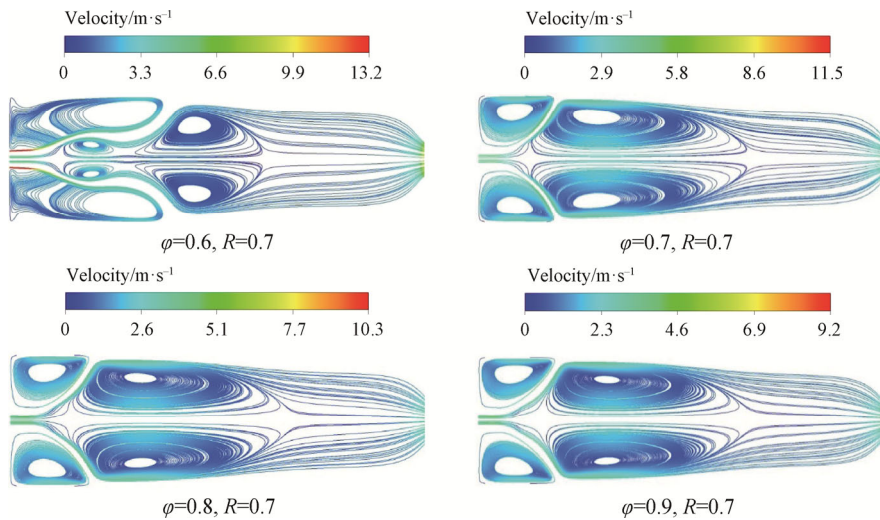 Velocity/m·s⁻¹
0 3.3 6.6 9.9 13.2
φ=0.6, R=0.7
Velocity/m·s⁻¹
0 2.9 5.8 8.6 11.5
φ=0.7, R=0.7
Velocity/m·s⁻¹
0 2.6 5.1 7.7 10.3
φ=0.8, R=0.7
Velocity/m·s⁻¹
0 2.3 4.6 6.9 9.2
φ=0.9, R=0.7